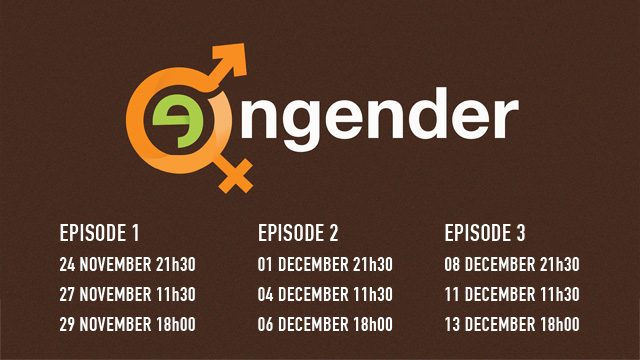 engender
EPISODE 1
24 NOVEMBER 21h30
27 NOVEMBER 11h30
29 NOVEMBER 18h00
EPISODE 2
01 DECEMBER 21h30
04 DECEMBER 11h30
06 DECEMBER 18h00
EPISODE 3
08 DECEMBER 21h30
11 DECEMBER 11h30
13 DECEMBER 18h00